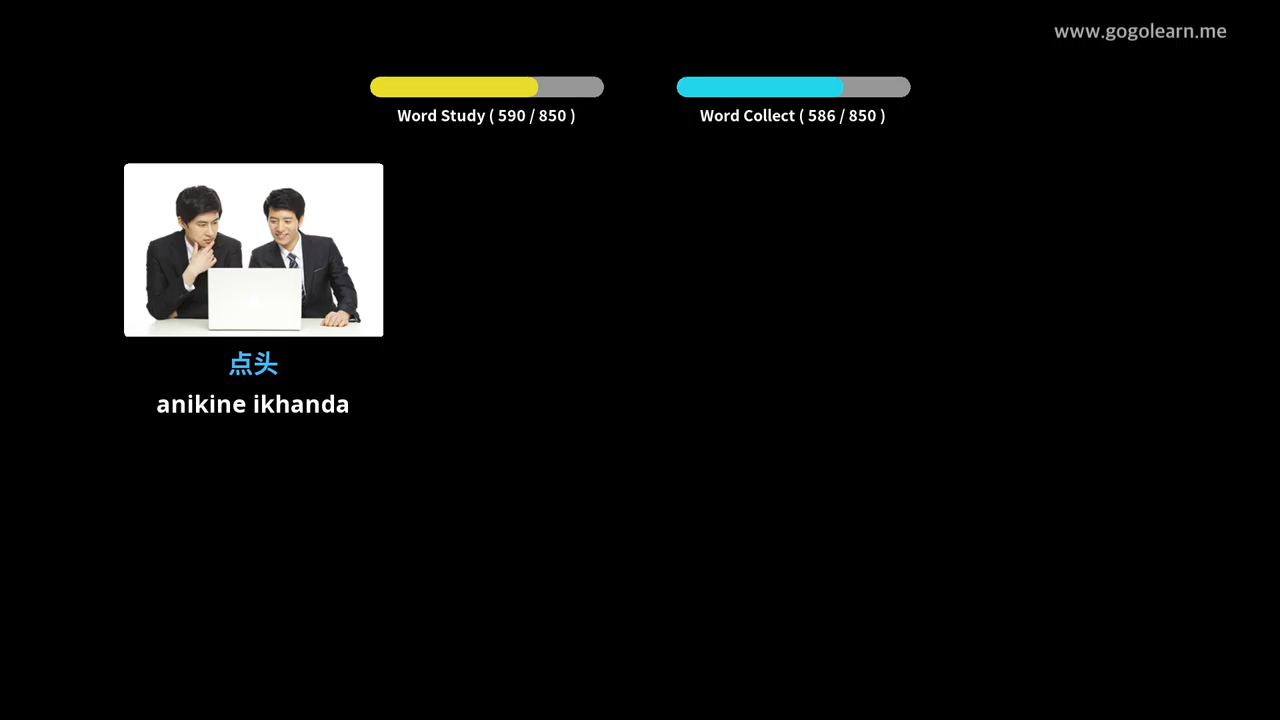 www.gogolearn.me
Word Study ( 590 / 850 )
Word Collect ( 586 / 850 )
点头
anikine ikhanda